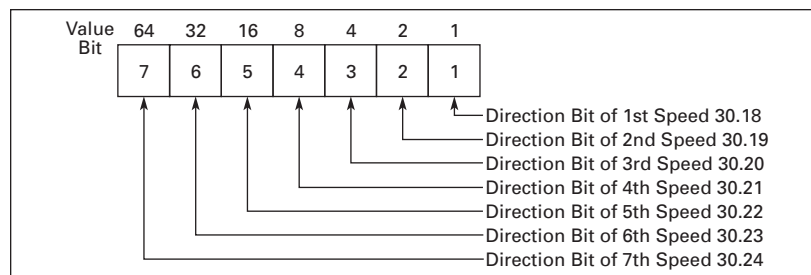 Value 64 32 16 8 4 2 1
Bit
7 6 5 4 3 2 1
Direction Bit of 1st Speed 30.18
Direction Bit of 2nd Speed 30.19
Direction Bit of 3rd Speed 30.20
Direction Bit of 4th Speed 30.21
Direction Bit of 5th Speed 30.22
Direction Bit of 6th Speed 30.23
Direction Bit of 7th Speed 30.24